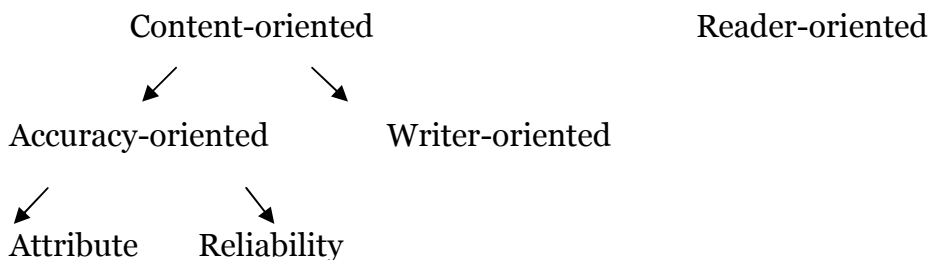 Content-oriented Reader-oriented
Accuracy-oriented Writer-oriented
Attribute Reliability